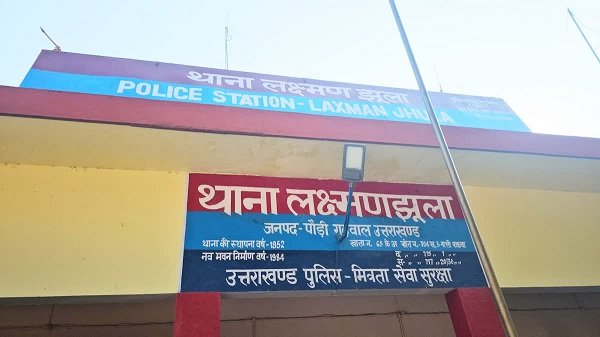 थाना लक्ष्मण झूला
POLICE STATION-LAXMAN JHULA
थाना लक्ष्मणझूला
जनपद-पौड़ी गढ़वाल उत्तराखण्ड
थाना की स्थापना वर्ष-1952
नव भवन निर्माण वर्ष-1984
उत्तराखण्ड पुलिस-मित्रता सेवा सुरक्षा